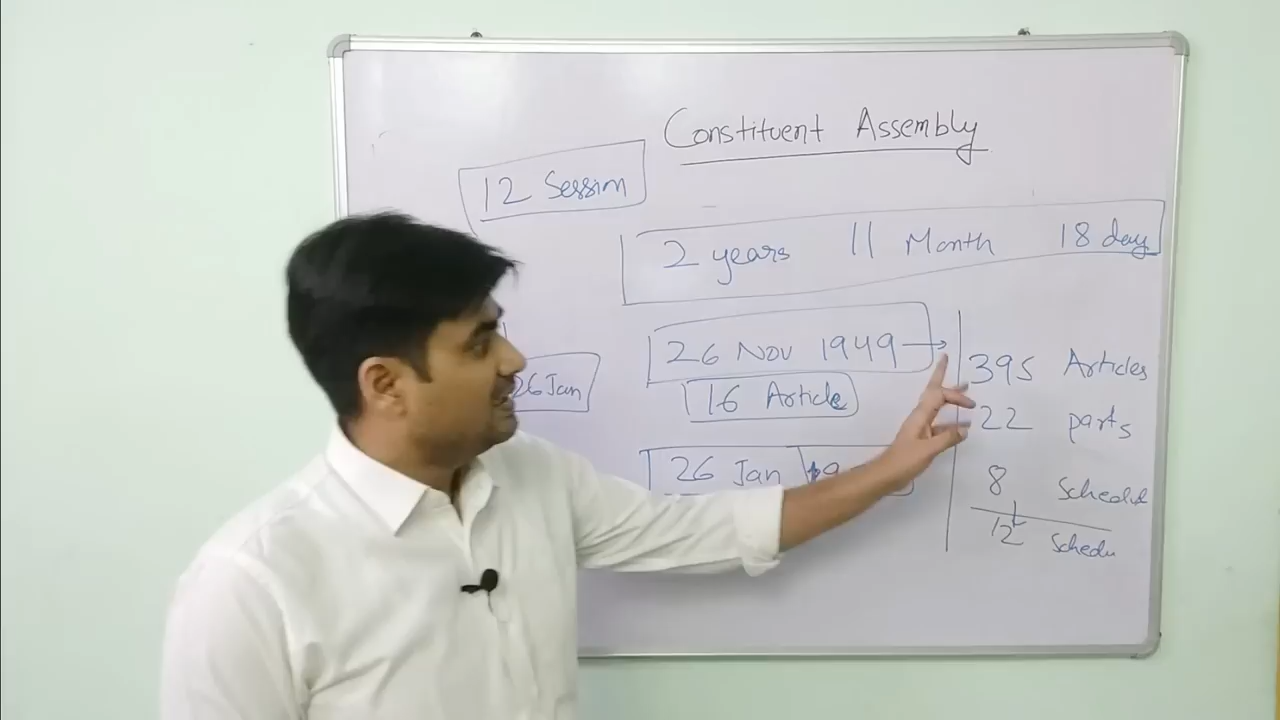 Constituent Assembly
12 Session
2 years 11 Month 18 day
26 Nov 1949 →
395 Articles
16 Article
26 Jan
22 parts
26 Jan
8
12 Schedu